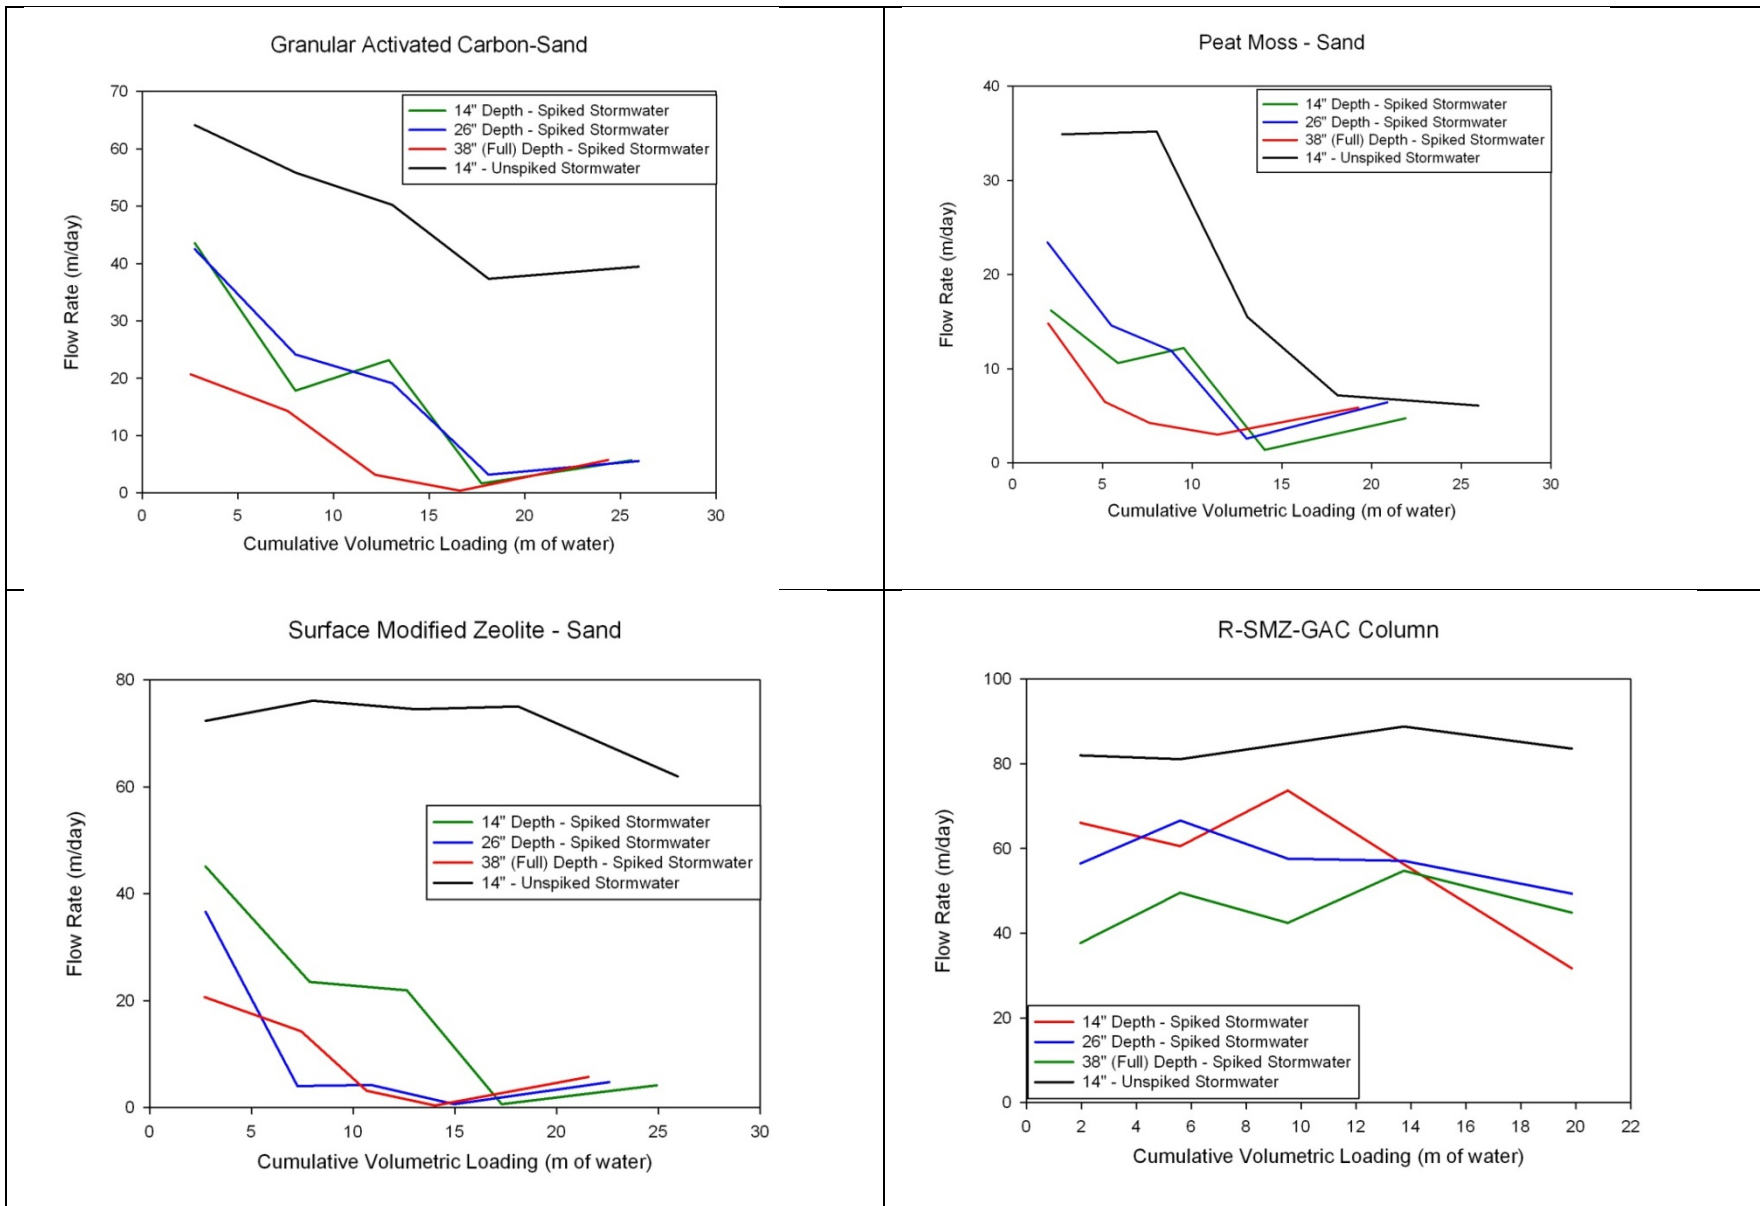 Granular Activated Carbon-Sand
70
60
50
40
30
20
10
0
Flow Rate (m/day)
14" Depth - Spiked Stormwater
26" Depth - Spiked Stormwater
38" (Full) Depth - Spiked Stormwater
14" - Unspiked Stormwater
0 5 10 15 20 25 30
Cumulative Volumetric Loading (m of water)
Peat Moss - Sand
40
30
20
10
0
Flow Rate (m/day)
14" Depth - Spiked Stormwater
26" Depth - Spiked Stormwater
38" (Full) Depth - Spiked Stormwater
14" - Unspiked Stormwater
0 5 10 15 20 25 30
Cumulative Volumetric Loading (m of water)
Surface Modified Zeolite - Sand
80
60
40
20
0
Flow Rate (m/day)
14" Depth - Spiked Stormwater
26" Depth - Spiked Stormwater
38" (Full) Depth - Spiked Stormwater
14" - Unspiked Stormwater
0 5 10 15 20 25 30
Cumulative Volumetric Loading (m of water)
R-SMZ-GAC Column
100
80
60
40
20
0
Flow Rate (m/day)
14" Depth - Spiked Stormwater
26" Depth - Spiked Stormwater
38" (Full) Depth - Spiked Stormwater
14" - Unspiked Stormwater
0 2 4 6 8 10 12 14 16 18 20 22
Cumulative Volumetric Loading (m of water)